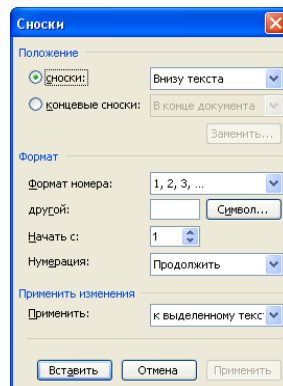 Сноски
Положение
сноски: Внизу текста
концевые сноски: В конце документа
Заменить...
Формат
Формат номера: 1, 2, 3, ...
другой: Символ...
Начать с: 1
Нумерация: Продолжить
Применить изменения
Применить: к выделенному текс
Вставить Отмена Применить